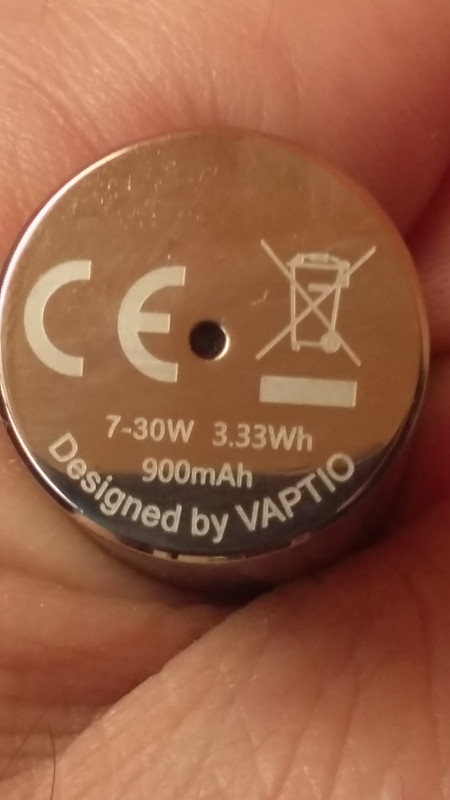 CE
7-30W 3.33Wh
900mAh
Designed by VAPTIO